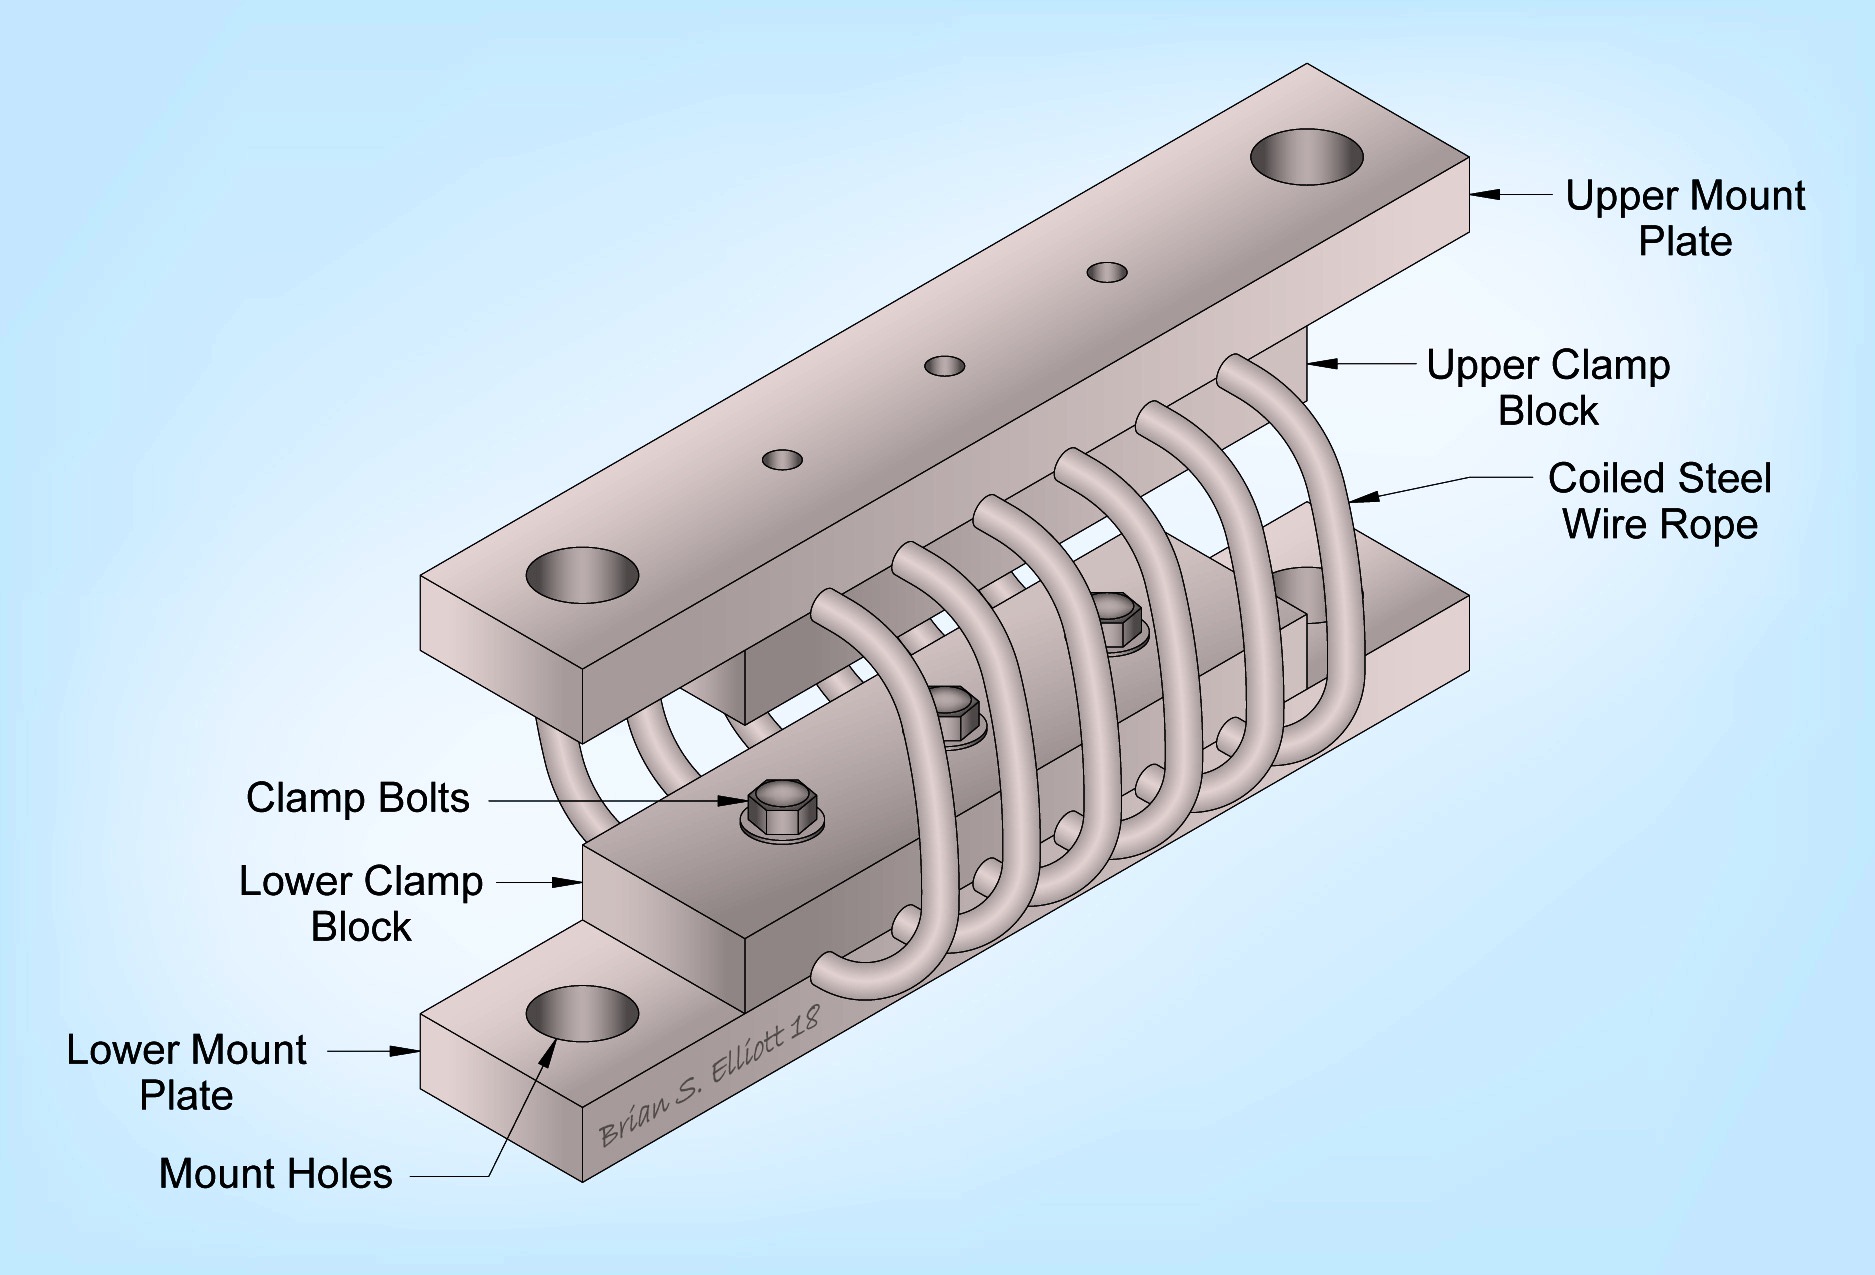 Upper Mount
Plate
Upper Clamp
Block
Coiled Steel
Wire Rope
Clamp Bolts
Lower Clamp
Block
Lower Mount
Plate
Mount Holes
Brian S. Elliott 18